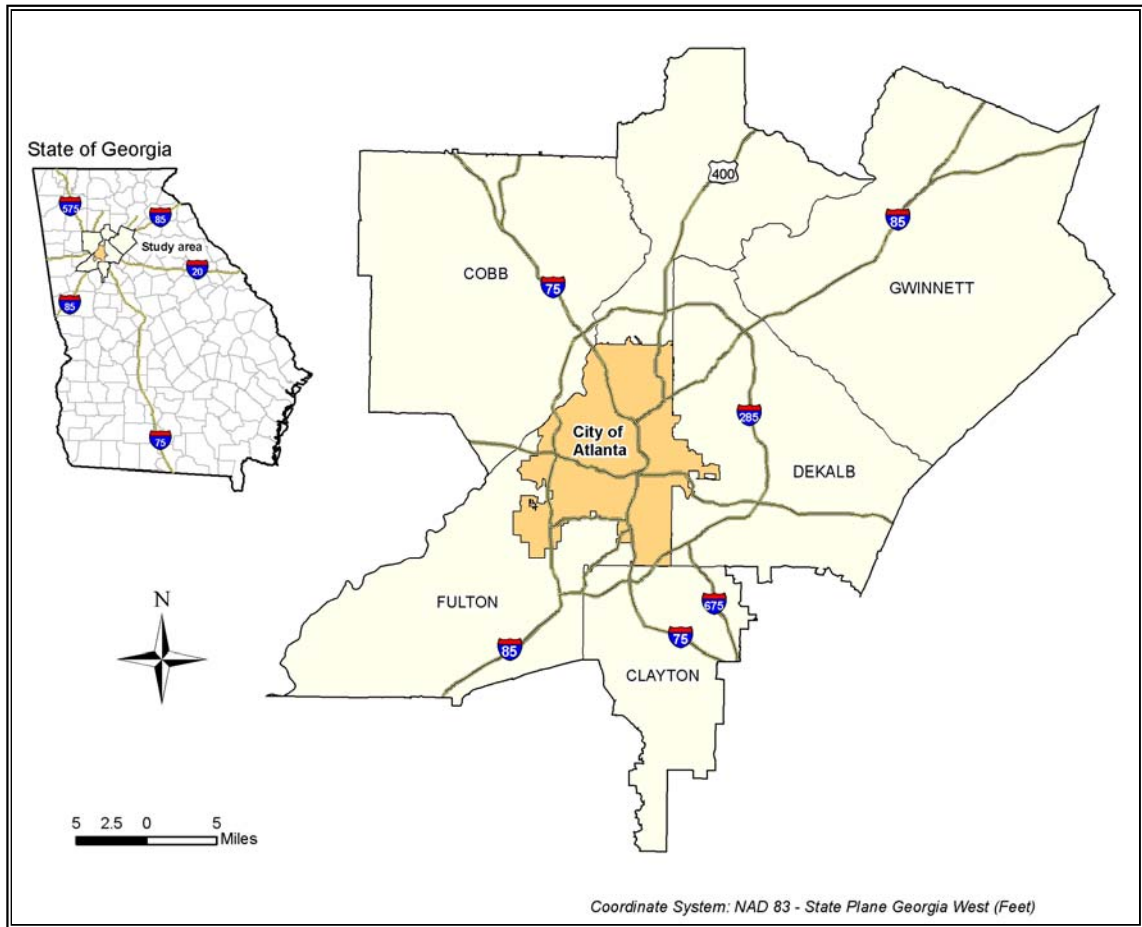 State of Georgia
575
85
Study area
20
85
75
400
85
COBB
75
GWINNETT
285
City of
Atlanta
DEKALB
FULTON
675
85
75
CLAYTON
N
5 2.5 0 5
Miles
Coordinate System: NAD 83 - State Plane Georgia West (Feet)